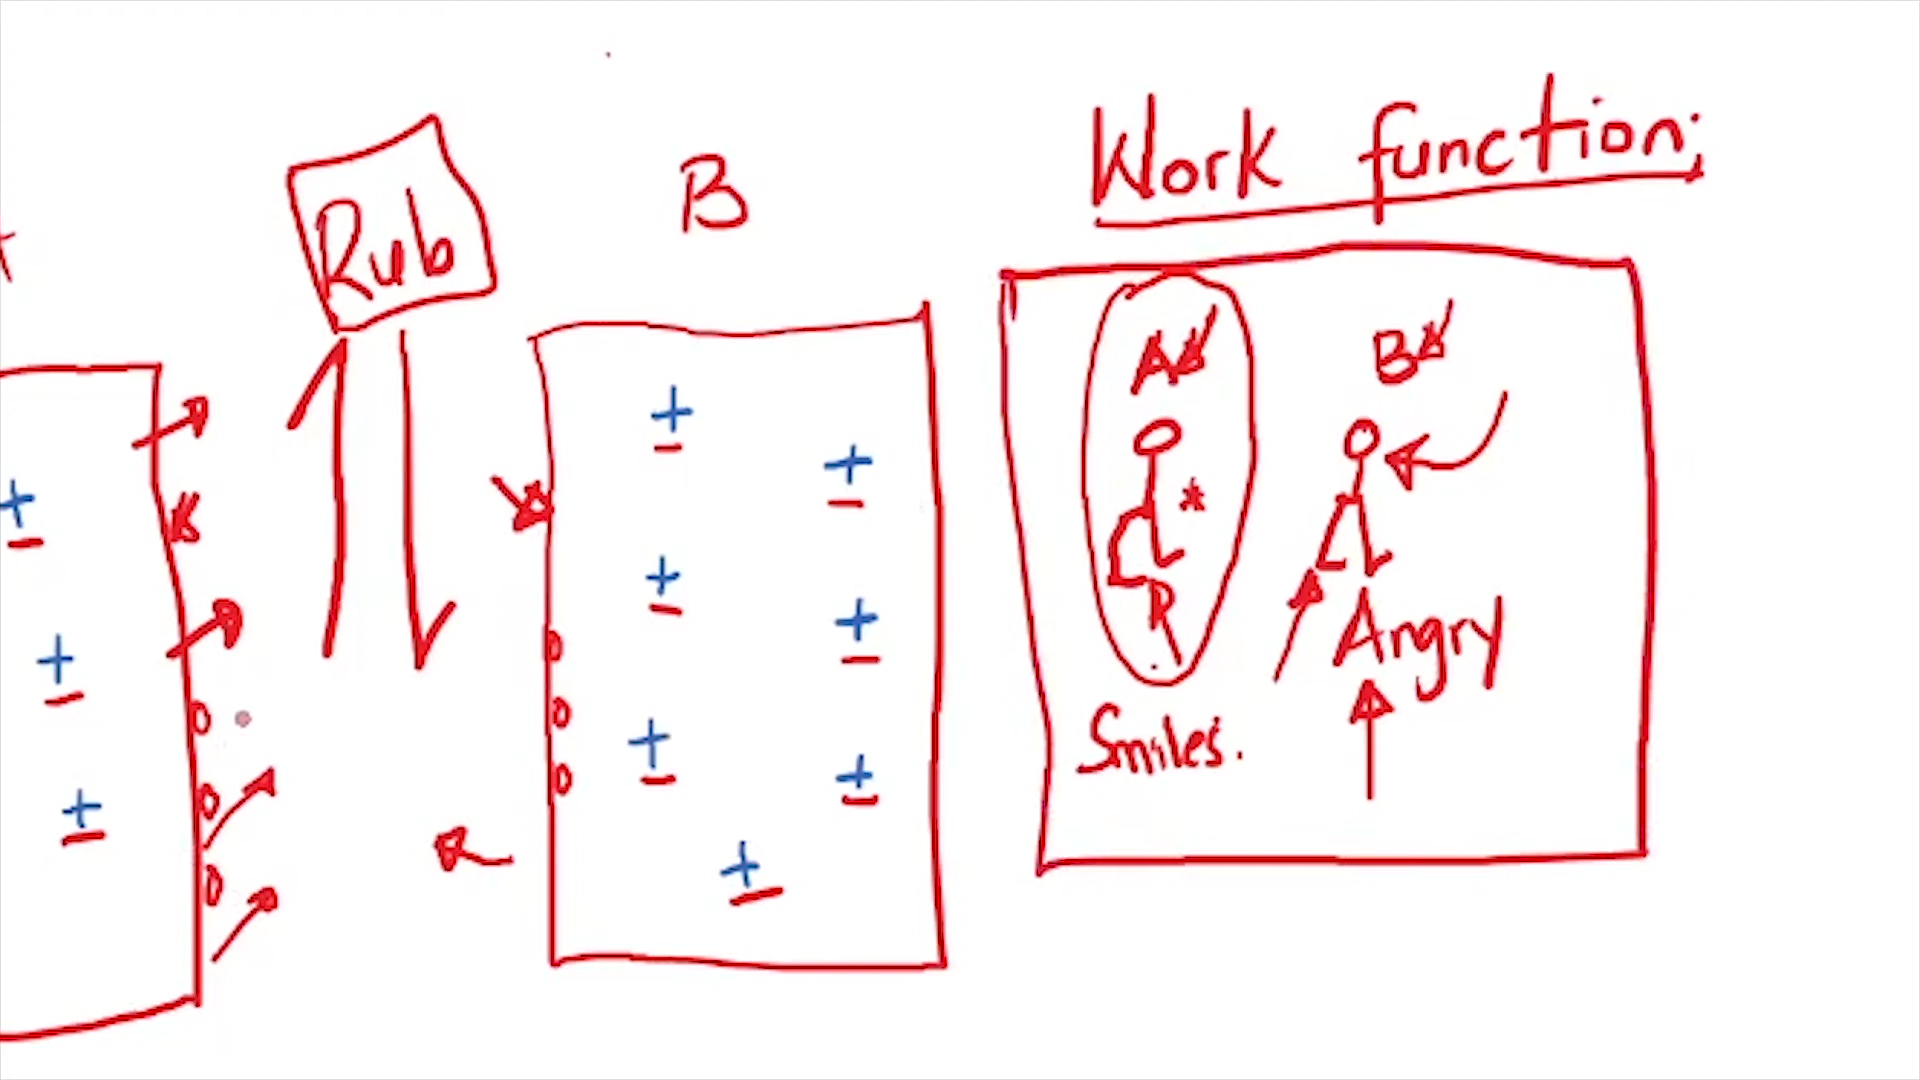 Work function:
B
Rub
A B
+ -
+ -
+ -
+ -
+ -
+ -
+ -
+ -
+ -
+ -
Angry
Smiles.